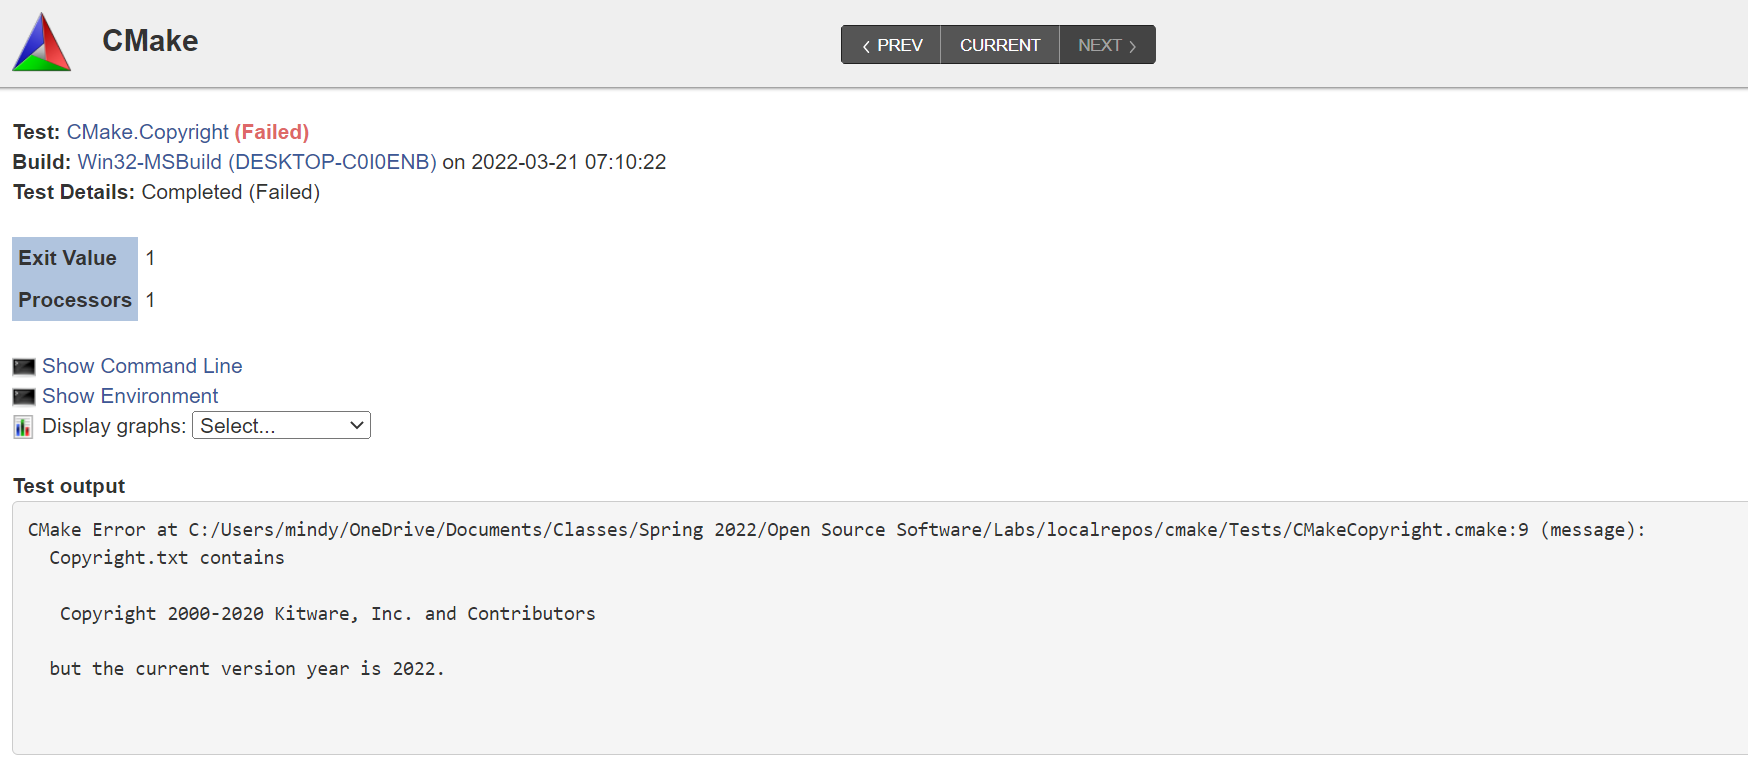 CMake
‹ PREV
CURRENT
NEXT ›
Test: CMake.Copyright (Failed)
Build: Win32-MSBuild (DESKTOP-C0I0ENB) on 2022-03-21 07:10:22
Test Details: Completed (Failed)
Exit Value 1
Processors 1
Show Command Line
Show Environment
Display graphs: Select...
Test output
CMake Error at C:/Users/mindy/OneDrive/Documents/Classes/Spring 2022/Open Source Software/Labs/localrepos/cmake/Tests/CMakeCopyright.cmake:9 (message):
Copyright.txt contains
Copyright 2000-2020 Kitware, Inc. and Contributors
but the current version year is 2022.